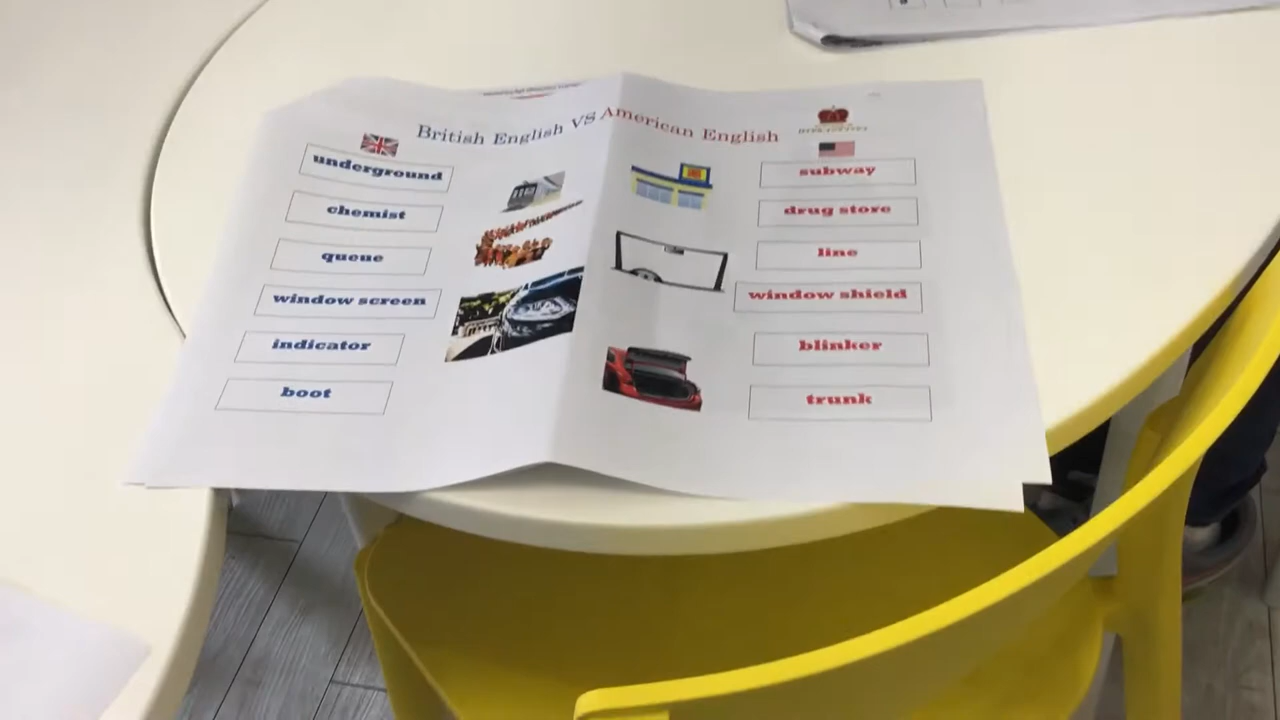 British English VS American English
underground
subway
chemist
drug store
queue
line
window screen
window shield
indicator
blinker
boot
trunk